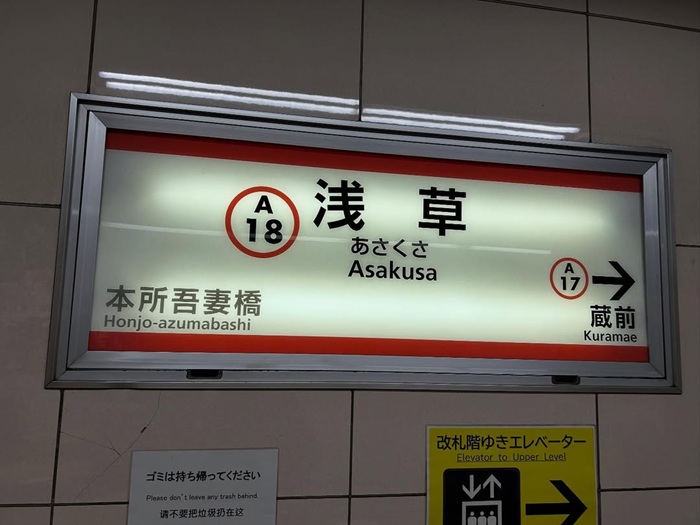 A
18
浅草
あさくさ
Asakusa
A
17
本所吾妻橋
Honjo-azumabashi
蔵前
Kuramae
ゴミは持ち帰ってください
Please don't leave any trash behind.
请不要把垃圾扔在这
改札階ゆきエレベーター
Elevator to Upper Level